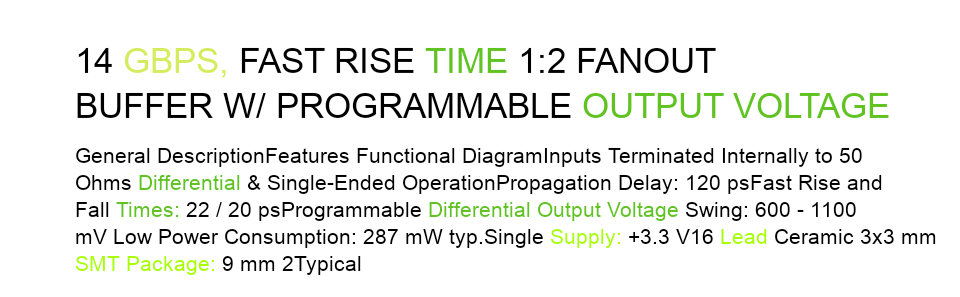 14 GBPS, FAST RISE TIME 1:2 FANOUT
BUFFER W/ PROGRAMMABLE OUTPUT VOLTAGE
General DescriptionFeatures Functional DiagramInputs Terminated Internally to 50
Ohms Differential & Single-Ended OperationPropagation Delay: 120 psFast Rise and
Fall Times: 22 / 20 psProgrammable Differential Output Voltage Swing: 600 - 1100
mV Low Power Consumption: 287 mW typ.Single Supply: +3.3 V16 Lead Ceramic 3x3 mm
SMT Package: 9 mm 2Typical